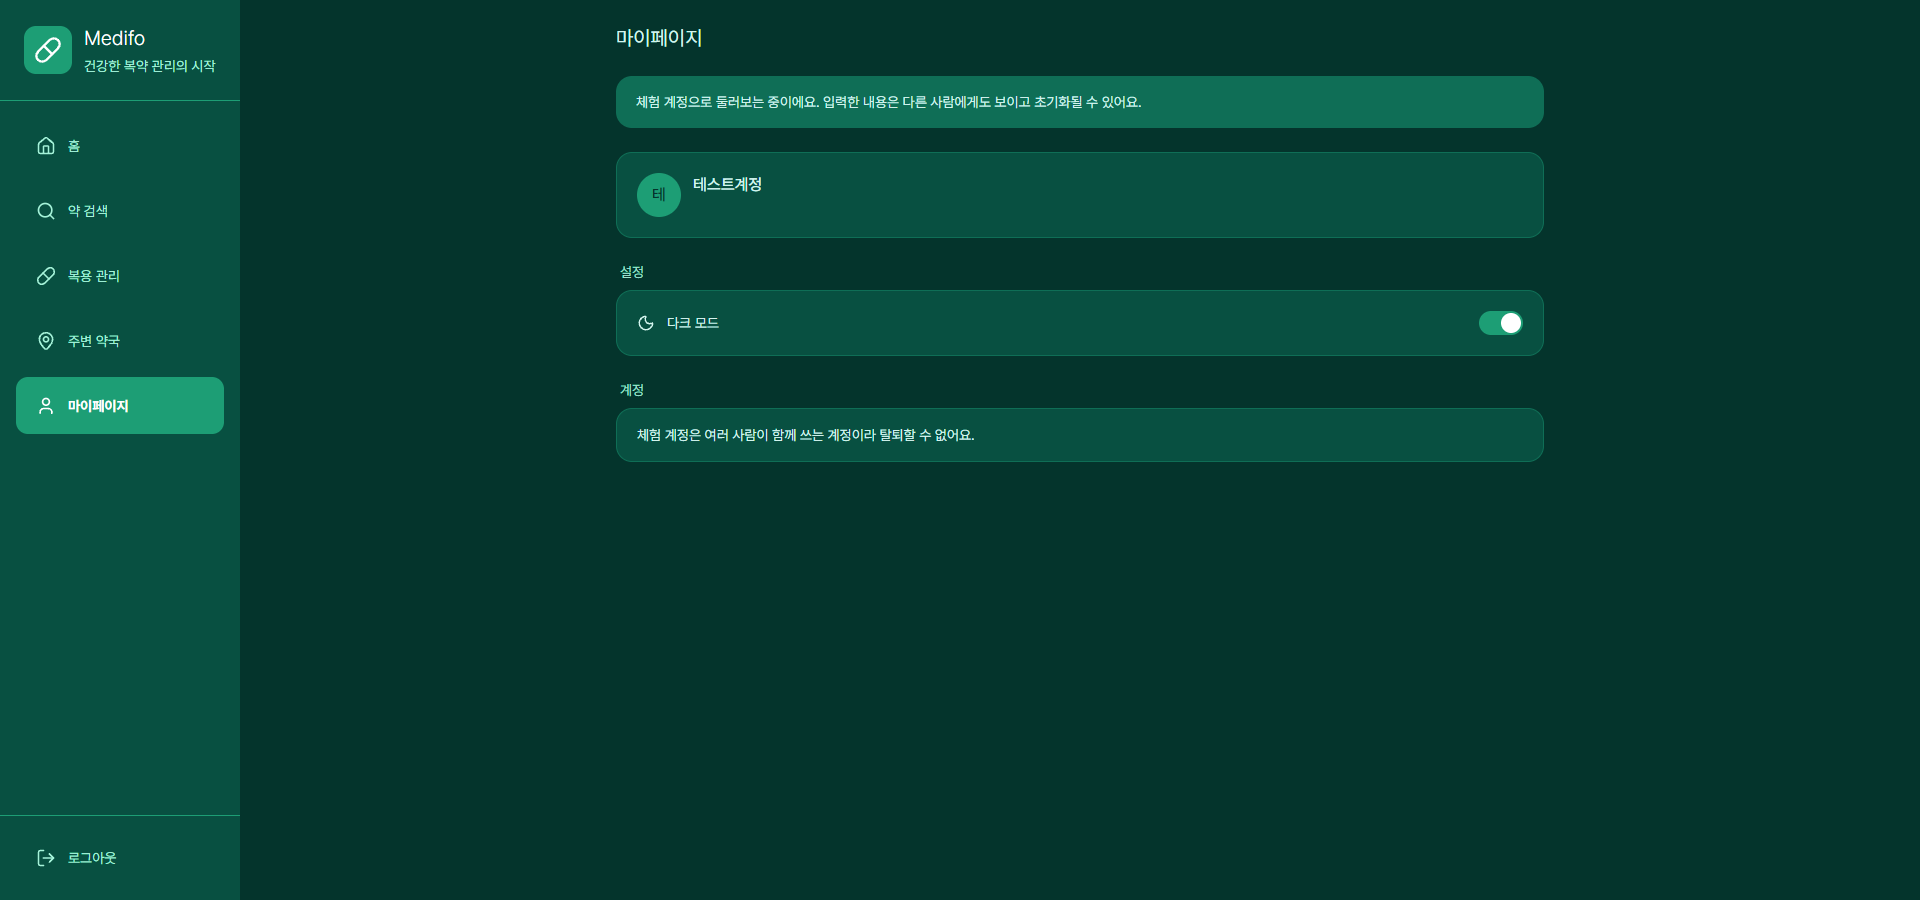 Medifo
건강한 복약 관리의 시작
홈
약 검색
복용 관리
주변 약국
마이페이지
로그아웃
마이페이지
체험 계정으로 둘러보는 중이에요. 입력한 내용은 다른 사람에게도 보이고 초기화될 수 있어요.
테
테스트계정
설정
다크 모드
계정
체험 계정은 여러 사람이 함께 쓰는 계정이라 탈퇴할 수 없어요.